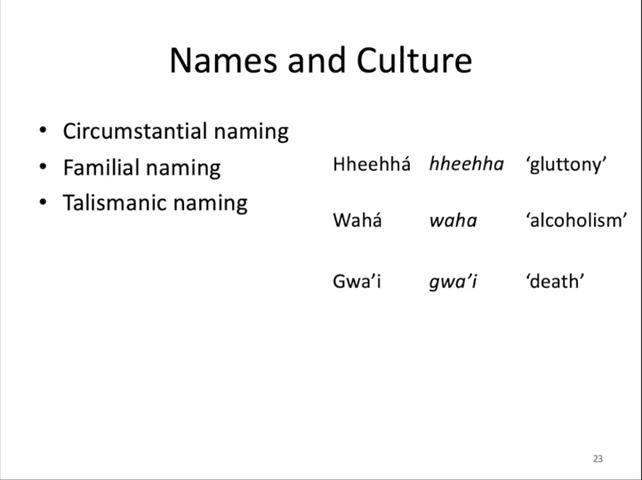 Names and Culture
• Circumstantial naming
• Familial naming
• Talismanic naming
Hheehhá hheehha ‘gluttony’
Wahá waha ‘alcoholism’
Gwa’i gwa’i ‘death’
23